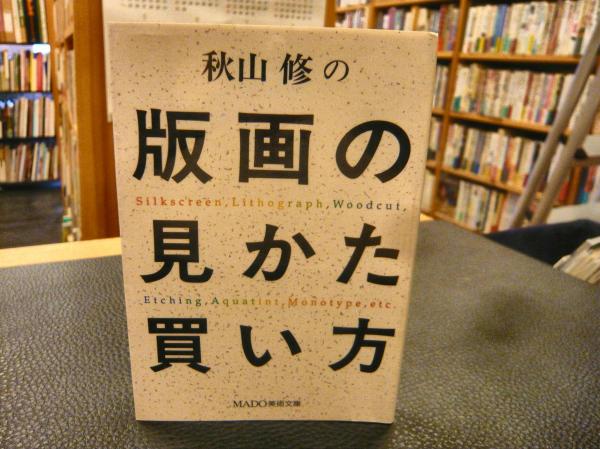 秋山 修の
版画の
Silkscreen, Lithograph, Woodcut,
見かた
Etching, Aquatint, Monotype, etc
買い方
MADO美術文庫